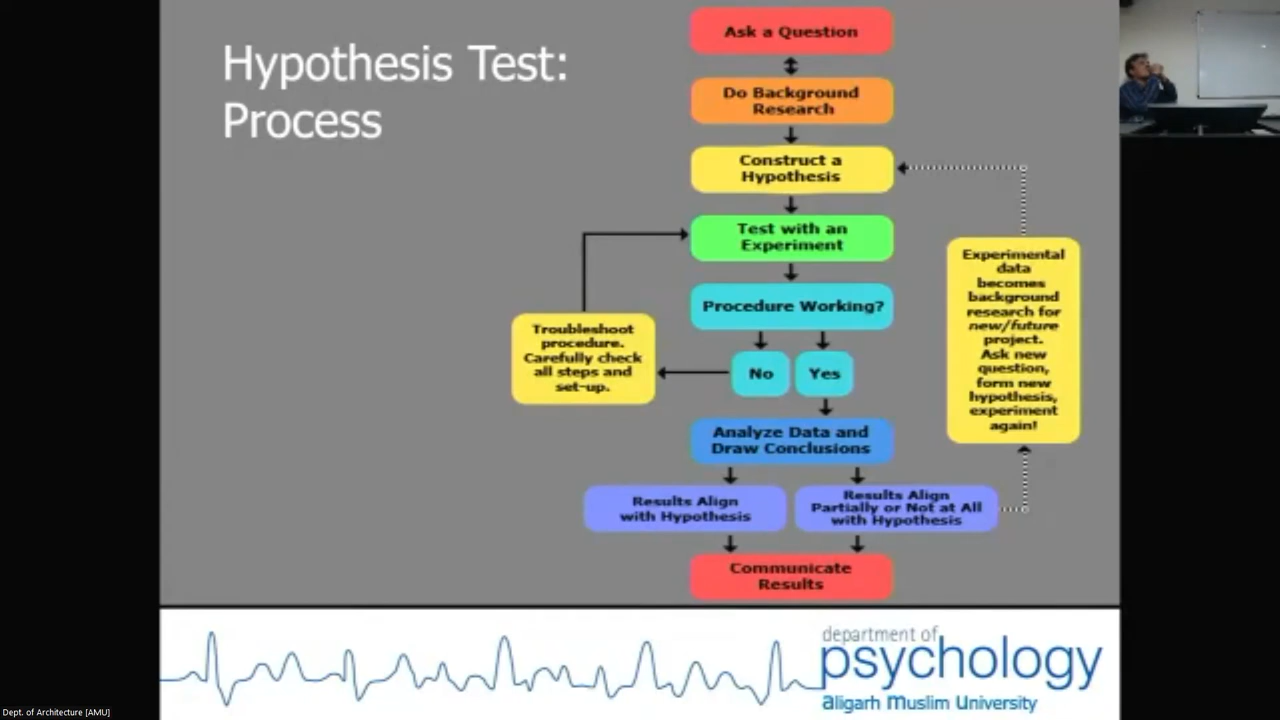 Hypothesis Test:
Process
Ask a Question
Do Background
Research
Construct a
Hypothesis
Test with an
Experiment
Procedure Working?
No
Yes
Troubleshoot
procedure.
Carefully check
all steps and
set-up.
Experimental
data
becomes
background
research for
new/future
project.
Ask new
question,
form new
hypothesis,
experiment
again!
Analyze Data and
Draw Conclusions
Results Align
with Hypothesis
Results Align
Partially or Not at All
with Hypothesis
Communicate
Results
department of
psychology
aligarh muslim university
Dept. of Architecture [AMU]